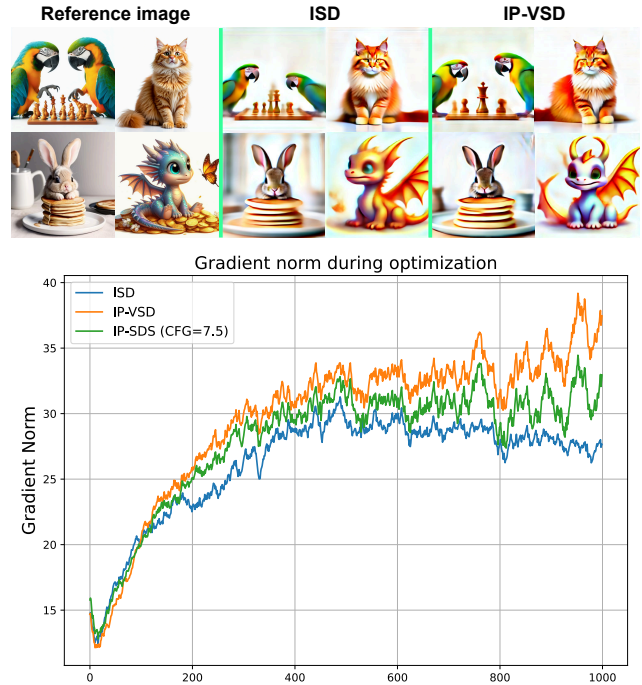 Reference image ISD IP-VSD
Gradient norm during optimization
ISD
IP-VSD
IP-SDS (CFG=7.5)
Gradient Norm
40
35
30
25
20
15
0 200 400 600 800 1000